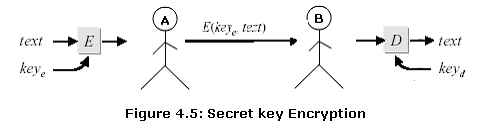 A
B
E(key_e, text)
text
E
D
text
key_e
key_d
Figure 4.5: Secret key Encryption